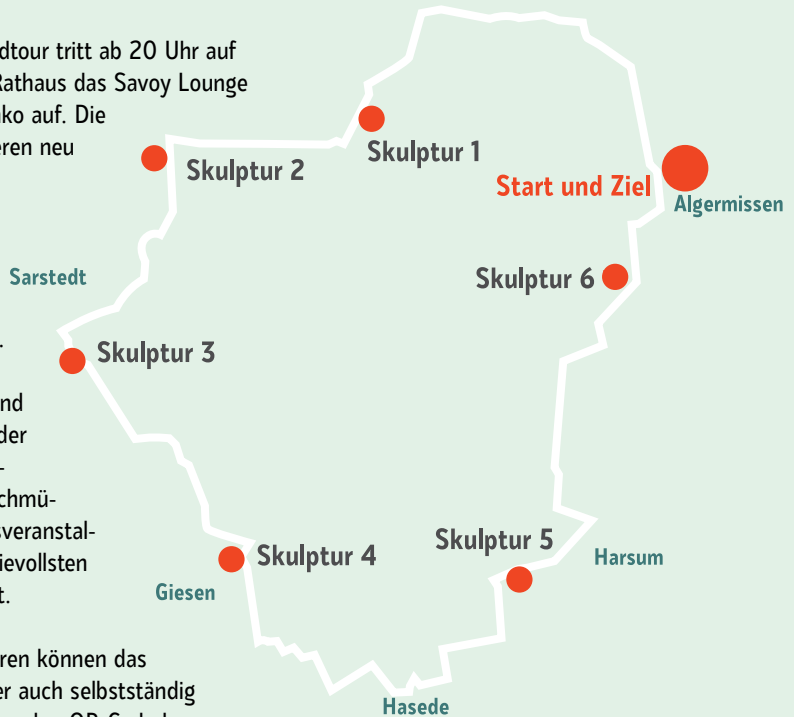 dtour tritt ab 20 Uhr auf
Rathaus das Savoy Lounge
ko auf. Die
eren neu
.
nd
der
-
chmü-
sveranstal-
ievollsten
t.
ren können das
er auch selbstständig
Skulptur 1
Skulptur 2
Start und Ziel
Algermissen
Skulptur 6
Sarstedt
Skulptur 3
Skulptur 5
Skulptur 4
Harsum
Giesen
Hasede